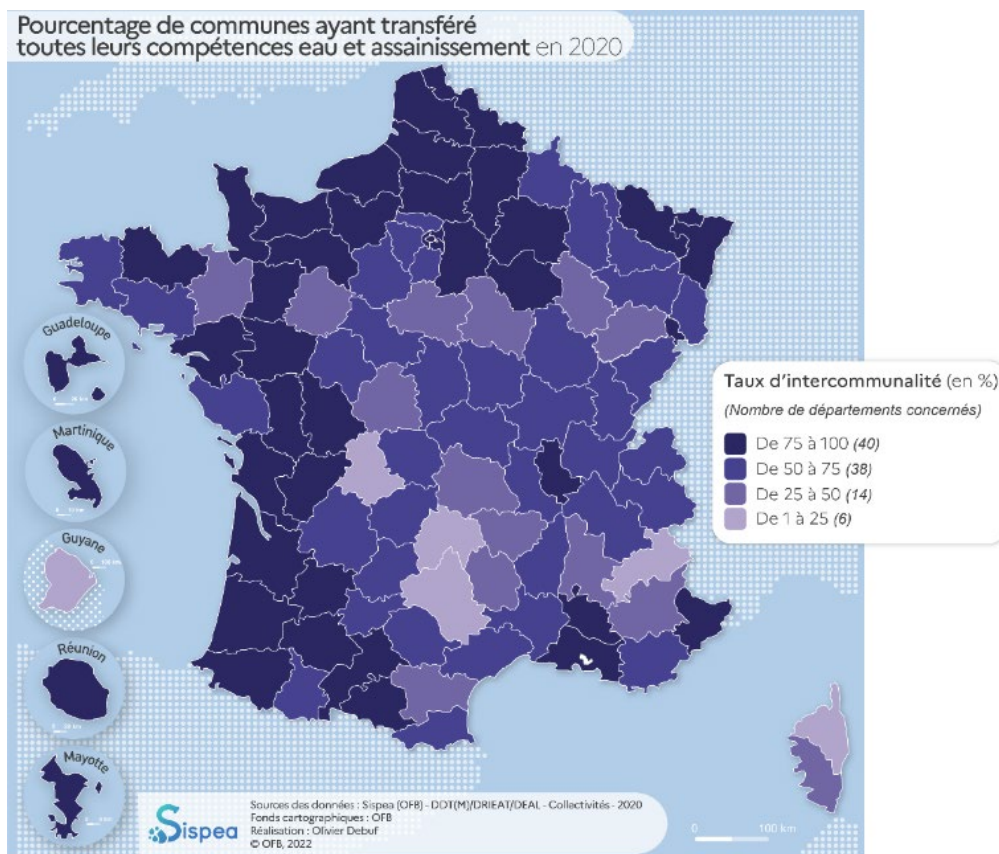 Pourcentage de communes ayant transféré
toutes leurs compétences eau et assainissement en 2020
Guadeloupe
Martinique
Guyane
Réunion
Mayotte
Taux d'intercommunalité (en %)
(Nombre de départements concernés)
De 75 à 100 (40)
De 50 à 75 (38)
De 25 à 50 (14)
De 1 à 25 (6)
Sispea
Sources des données : Sispea (OFB) - DDT(M)/DRIEAT/DEAL - Collectivités - 2020
Fonds cartographiques : OFB
Réalisation : Olivier Debuf
© OFB, 2022
0 100 km